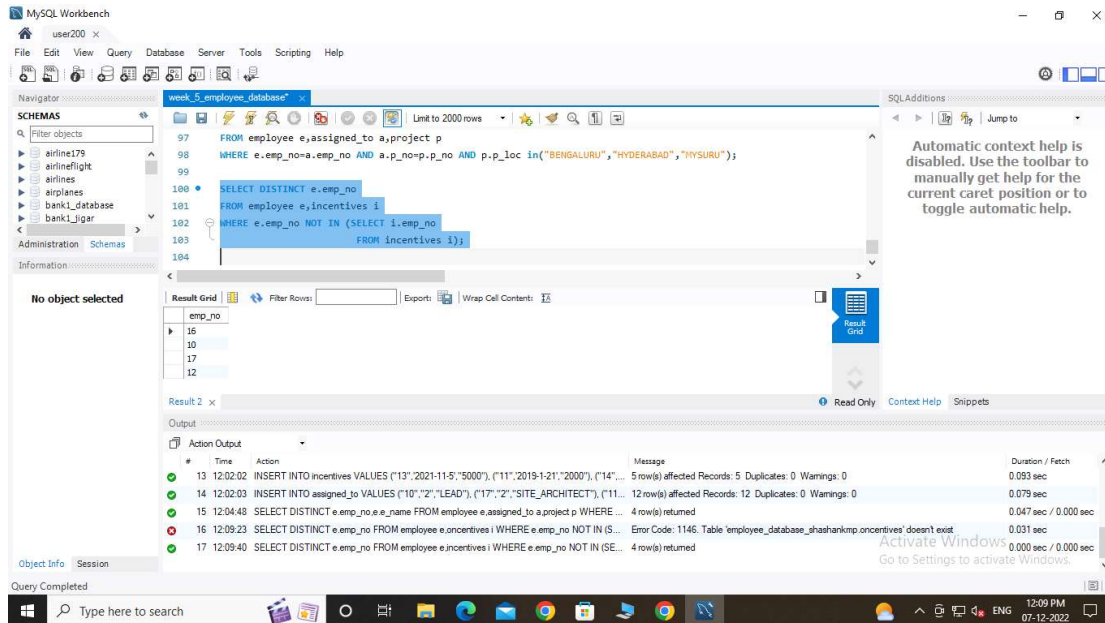 MySQL Workbench
user200
File Edit View Query Database Server Tools Scripting Help
Navigator
SCHEMAS
Filter objects
airline179
airlineflight
airlines
airplanes
bank1_database
bank1_jigar
Administration Schemas
Information
No object selected
Object Info Session
week_5_employee_database*
Limit to 2000 rows
97 FROM employee e,assigned_to a,project p
98 WHERE e.emp_no=a.emp_no AND a.p_no=p.p_no AND p.p_loc in("BENGALURU","HYDERABAD","MYSURU");
99
100 SELECT DISTINCT e.emp_no
101 FROM employee e,incentives i
102 WHERE e.emp_no NOT IN (SELECT i.emp_no
103 FROM incentives i);
104
Result Grid Filter Rows: Export: Wrap Cell Content:
emp_no
16
10
17
12
Result Grid
Result 2
Read Only
SQLAdditions
Jump to
Automatic context help is
disabled. Use the toolbar to
manually get help for the
current caret position or to
toggle automatic help.
Context Help Snippets
Output
Action Output
# Time Action Message Duration / Fetch
13 12:02:02 INSERT INTO incentives VALUES ("13",'2021-11-5',"5000"), ("11",'2019-1-21',"2000"), ("14",... 5 row(s) affected Records: 5 Duplicates: 0 Warnings: 0 0.093 sec
14 12:02:03 INSERT INTO assigned_to VALUES ("10","2","LEAD"), ("17","2","SITE_ARCHITECT"), ("11... 12 row(s) affected Records: 12 Duplicates: 0 Warnings: 0 0.079 sec
15 12:04:48 SELECT DISTINCT e.emp_no,e.e_name FROM employee e,assigned_to a,project p WHERE ... 4 row(s) returned 0.047 sec / 0.000 sec
16 12:09:23 SELECT DISTINCT e.emp_no FROM employee e,oncentives i WHERE e.emp_no NOT IN (S... Error Code: 1146. Table 'employee_database_shashankmp.oncentives' doesn't exist 0.031 sec
17 12:09:40 SELECT DISTINCT e.emp_no FROM employee e,incentives i WHERE e.emp_no NOT IN (SE... 4 row(s) returned 0.000 sec / 0.000 sec
Activate Windows
Go to Settings to activate Windows.
Query Completed
Type here to search
ENG
12:09 PM
07-12-2022